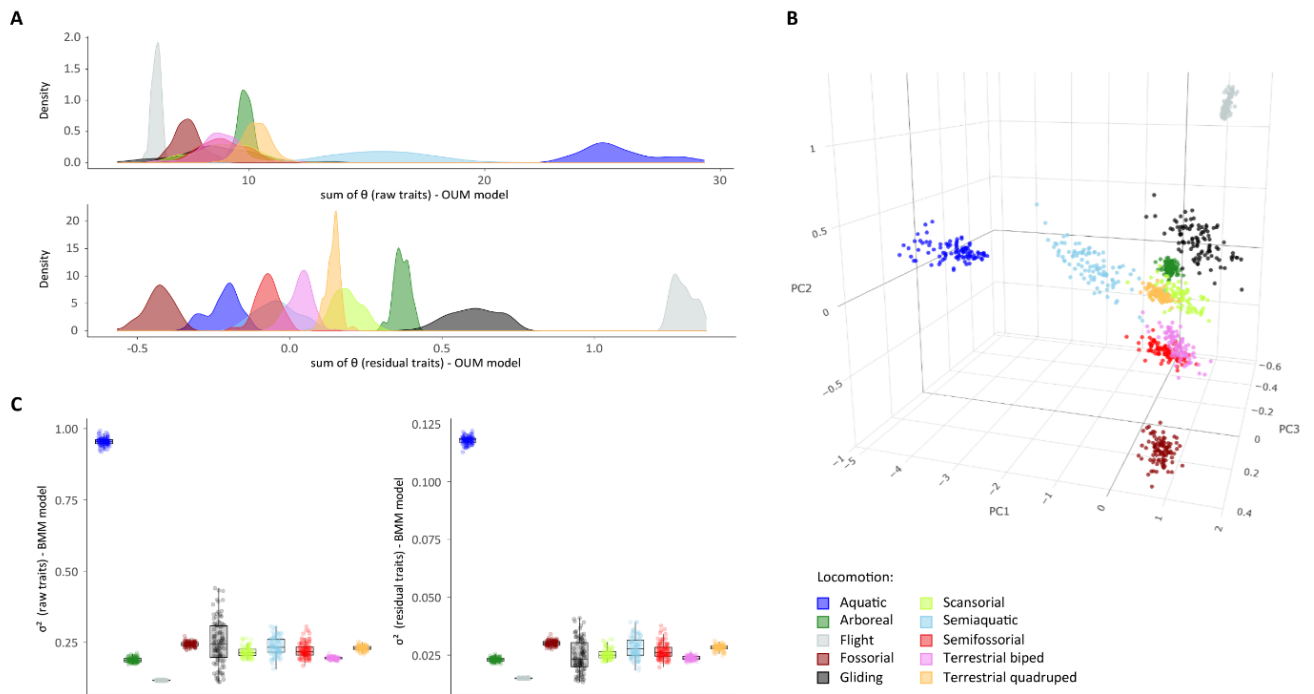 A
Density
2.0
1.5
1.0
0.5
0.0
10
20
30
sum of θ (raw traits) - OUM model
Density
20
15
10
5
0
-0.5
0.0
0.5
1.0
sum of θ (residual traits) - OUM model
B
1
0.5
0
−0.5
−1
PC2
−5
−4
−3
−2
−1
0
1
2
PC1
−0.6
−0.4
−0.2
0
0.2
0.4
PC3
C
σ² (raw traits) - BMM model
1.00
0.75
0.50
0.25
σ² (residual traits) - BMM model
0.125
0.100
0.075
0.050
0.025
Locomotion:
Aquatic
Arboreal
Flight
Fossorial
Gliding
Scansorial
Semiaquatic
Semifossorial
Terrestrial biped
Terrestrial quadruped